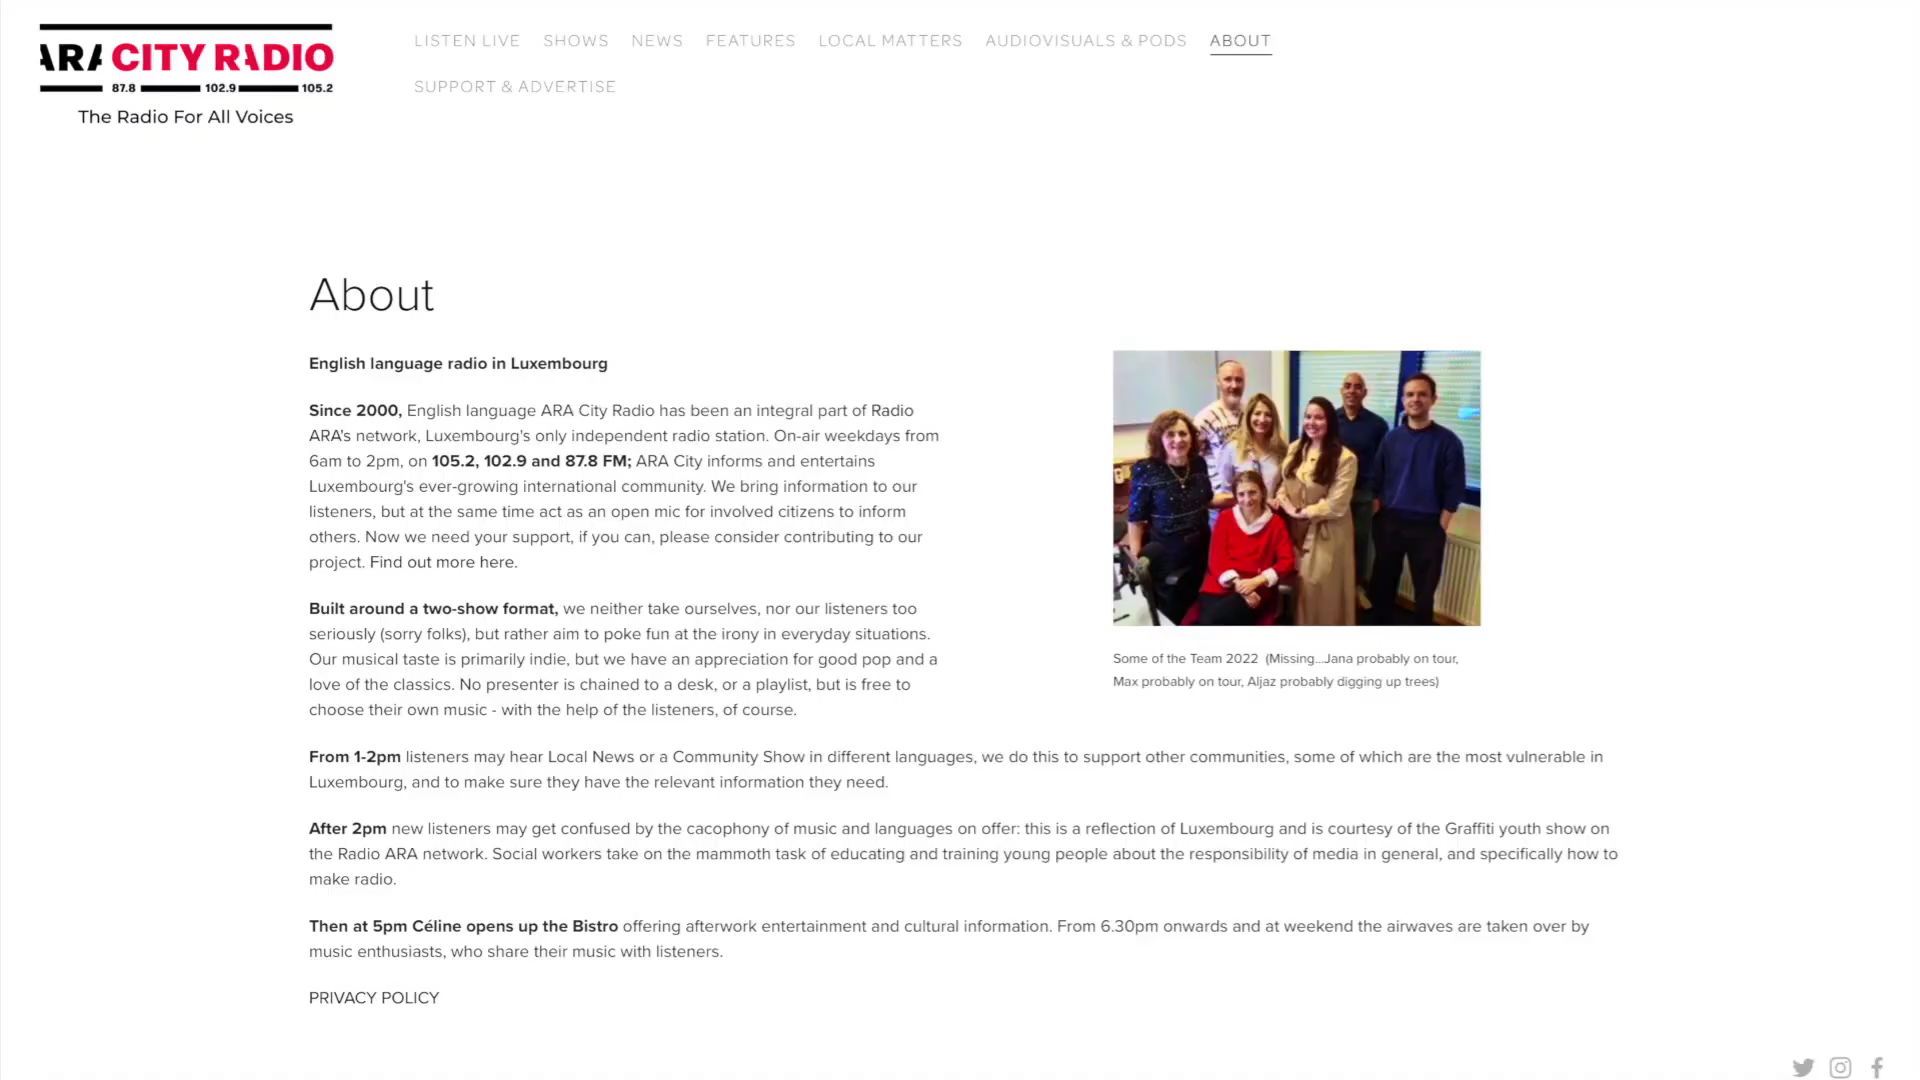 ARA CITY RADIO
87.8 102.9 105.2
The Radio For All Voices
LISTEN LIVE SHOWS NEWS FEATURES LOCAL MATTERS AUDIOVISUALS & PODS ABOUT
SUPPORT & ADVERTISE
About
English language radio in Luxembourg
Since 2000, English language ARA City Radio has been an integral part of Radio
ARA's network, Luxembourg's only independent radio station. On-air weekdays from
6am to 2pm, on 105.2, 102.9 and 87.8 FM; ARA City informs and entertains
Luxembourg's ever-growing international community. We bring information to our
listeners, but at the same time act as an open mic for involved citizens to inform
others. Now we need your support, if you can, please consider contributing to our
project. Find out more here.
Built around a two-show format, we neither take ourselves, nor our listeners too
seriously (sorry folks), but rather aim to poke fun at the irony in everyday situations.
Our musical taste is primarily indie, but we have an appreciation for good pop and a
love of the classics. No presenter is chained to a desk, or a playlist, but is free to
choose their own music - with the help of the listeners, of course.
Some of the Team 2022 (Missing...Jana probably on tour,
Max probably on tour, Aljaz probably digging up trees)
From 1-2pm listeners may hear Local News or a Community Show in different languages, we do this to support other communities, some of which are the most vulnerable in
Luxembourg, and to make sure they have the relevant information they need.
After 2pm new listeners may get confused by the cacophony of music and languages on offer: this is a reflection of Luxembourg and is courtesy of the Graffiti youth show on
the Radio ARA network. Social workers take on the mammoth task of educating and training young people about the responsibility of media in general, and specifically how to
make radio.
Then at 5pm Céline opens up the Bistro offering afterwork entertainment and cultural information. From 6.30pm onwards and at weekend the airwaves are taken over by
music enthusiasts, who share their music with listeners.
PRIVACY POLICY